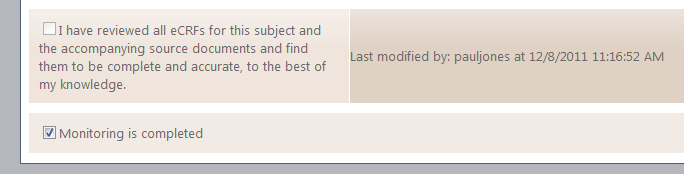 I have reviewed all eCRFs for this subject and
the accompanying source documents and find
them to be complete and accurate, to the best of
my knowledge.
Last modified by: pauljones at 12/8/2011 11:16:52 AM
Monitoring is completed